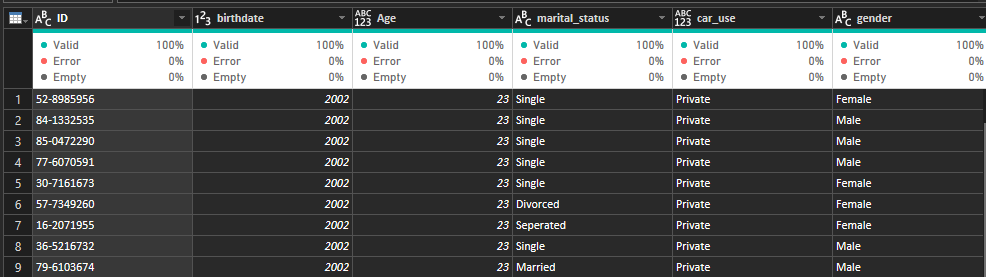 ABC ID 123 birthdate ABC 123 Age ABC marital_status ABC 123 car_use ABC gender
Valid 100% Valid 100% Valid 100% Valid 100% Valid 100% Valid 100%
Error 0% Error 0% Error 0% Error 0% Error 0% Error 0%
Empty 0% Empty 0% Empty 0% Empty 0% Empty 0% Empty 0%
1 52-8985956 2002 23 Single Private Female
2 84-1332535 2002 23 Single Private Male
3 85-0472290 2002 23 Single Private Male
4 77-6070591 2002 23 Single Private Male
5 30-7161673 2002 23 Single Private Female
6 57-7349260 2002 23 Divorced Private Female
7 16-2071955 2002 23 Seperated Private Female
8 36-5216732 2002 23 Single Private Male
9 79-6103674 2002 23 Married Private Male